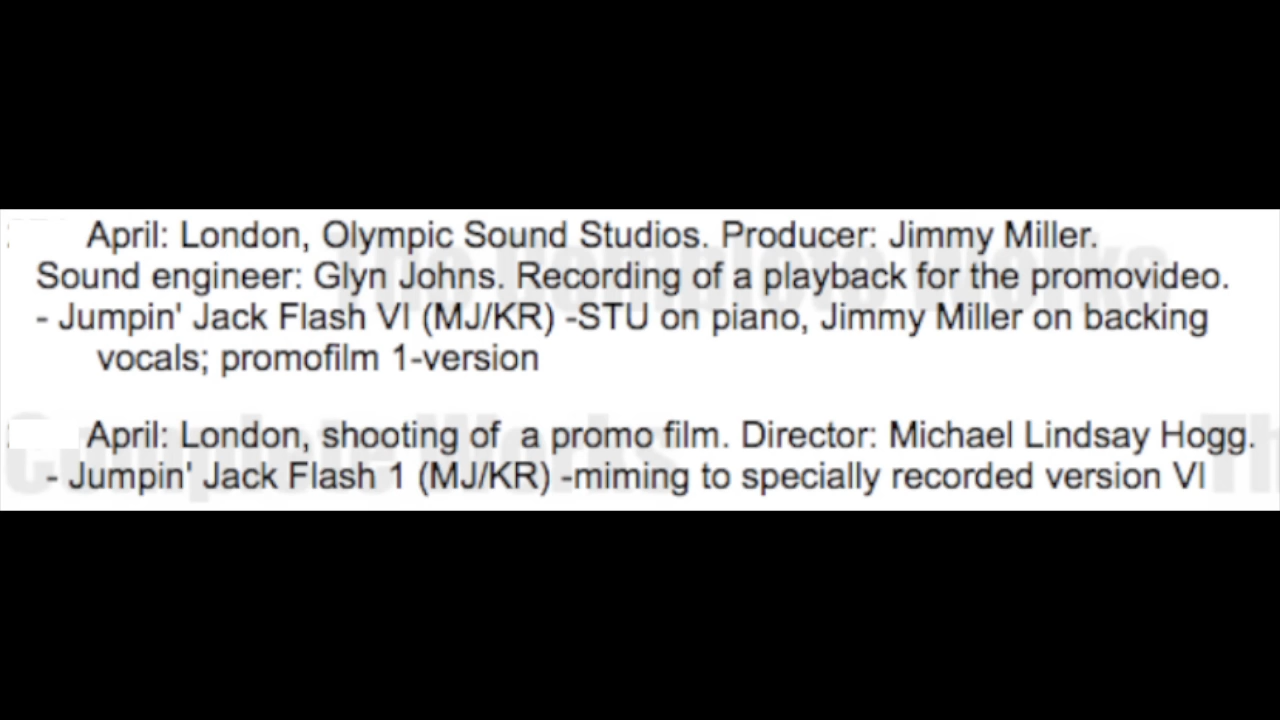 April: London, Olympic Sound Studios. Producer: Jimmy Miller.
Sound engineer: Glyn Johns. Recording of a playback for the promovideo.
- Jumpin' Jack Flash VI (MJ/KR) -STU on piano, Jimmy Miller on backing
vocals; promofilm 1-version
April: London, shooting of  a promo film. Director: Michael Lindsay Hogg.
- Jumpin' Jack Flash 1 (MJ/KR) -miming to specially recorded version VI